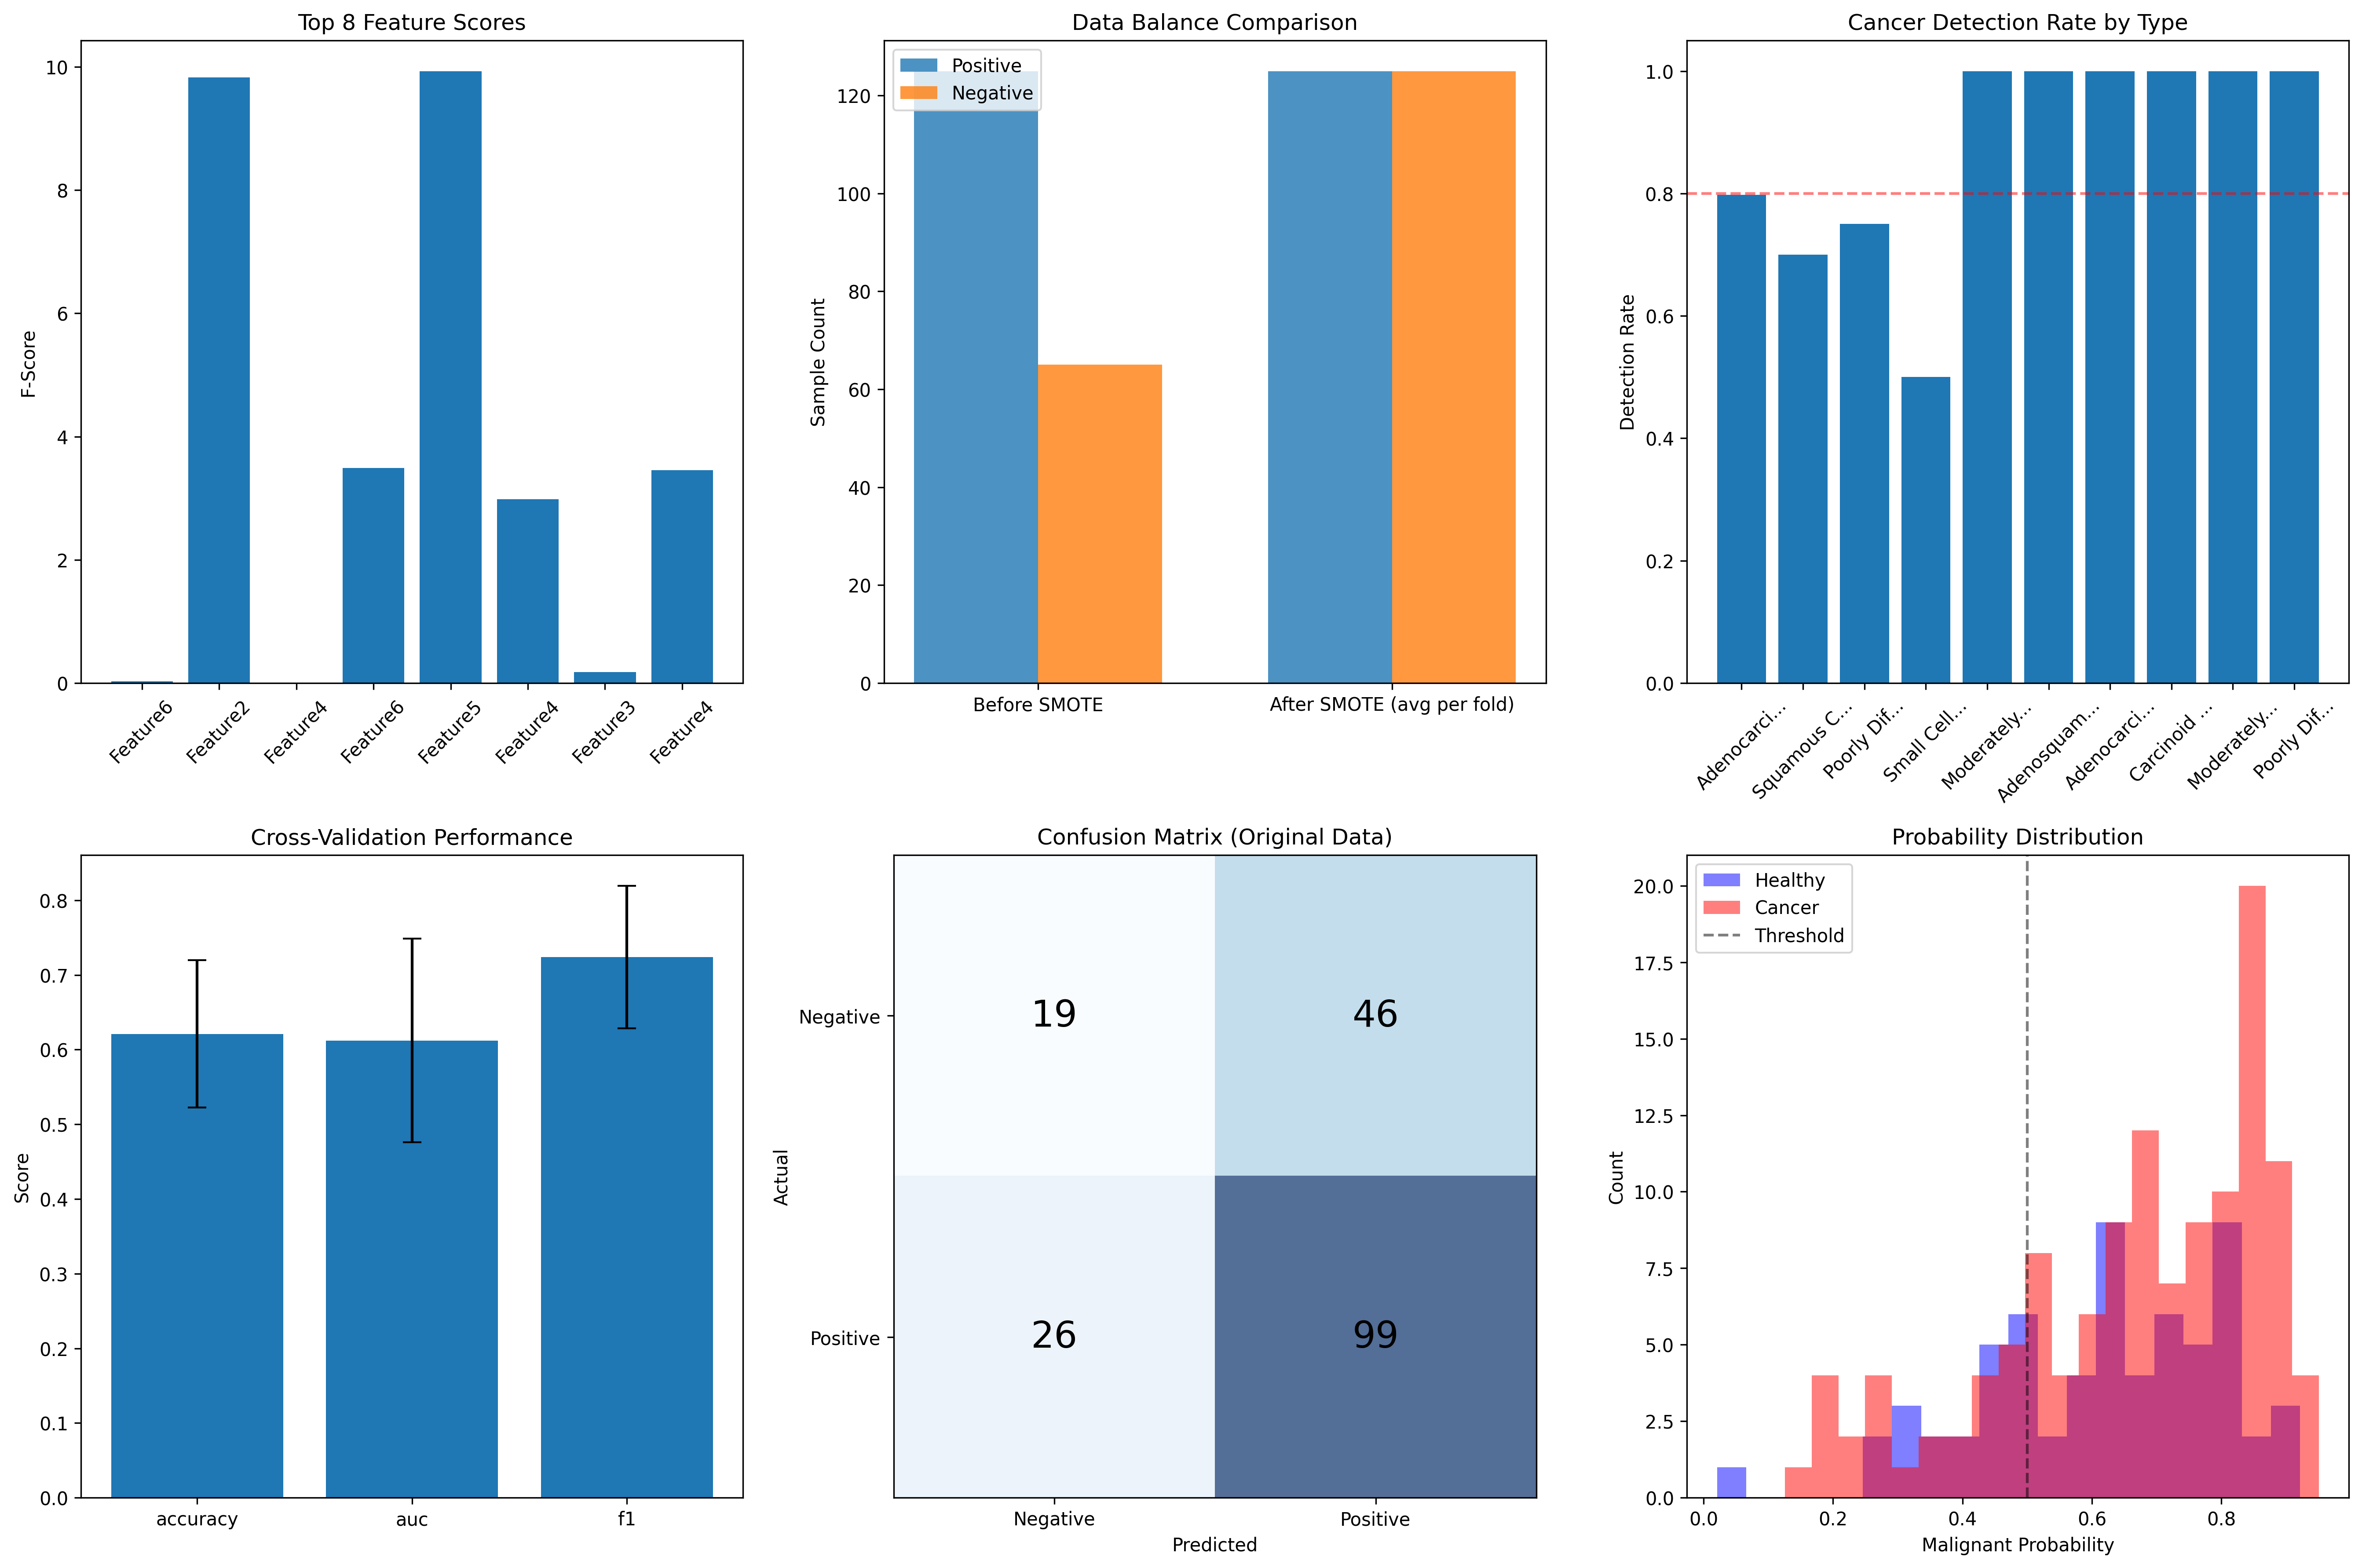 Top 8 Feature Scores
F-Score
10
8
6
4
2
0
Feature6
Feature2
Feature4
Feature6
Feature5
Feature4
Feature3
Feature4
Data Balance Comparison
Positive
Negative
Sample Count
120
100
80
60
40
20
0
Before SMOTE
After SMOTE (avg per fold)
Cancer Detection Rate by Type
Detection Rate
1.0
0.8
0.6
0.4
0.2
0.0
Adenocarci...
Squamous C...
Poorly Dif...
Small Cell...
Moderately...
Adenosquam...
Adenocarci...
Carcinoid ...
Moderately...
Poorly Dif...
Cross-Validation Performance
Score
0.8
0.7
0.6
0.5
0.4
0.3
0.2
0.1
0.0
accuracy
auc
f1
Confusion Matrix (Original Data)
Actual
Negative
Positive
19
46
26
99
Negative
Positive
Predicted
Probability Distribution
Healthy
Cancer
Threshold
Count
20.0
17.5
15.0
12.5
10.0
7.5
5.0
2.5
0.0
0.0
0.2
0.4
0.6
0.8
Malignant Probability